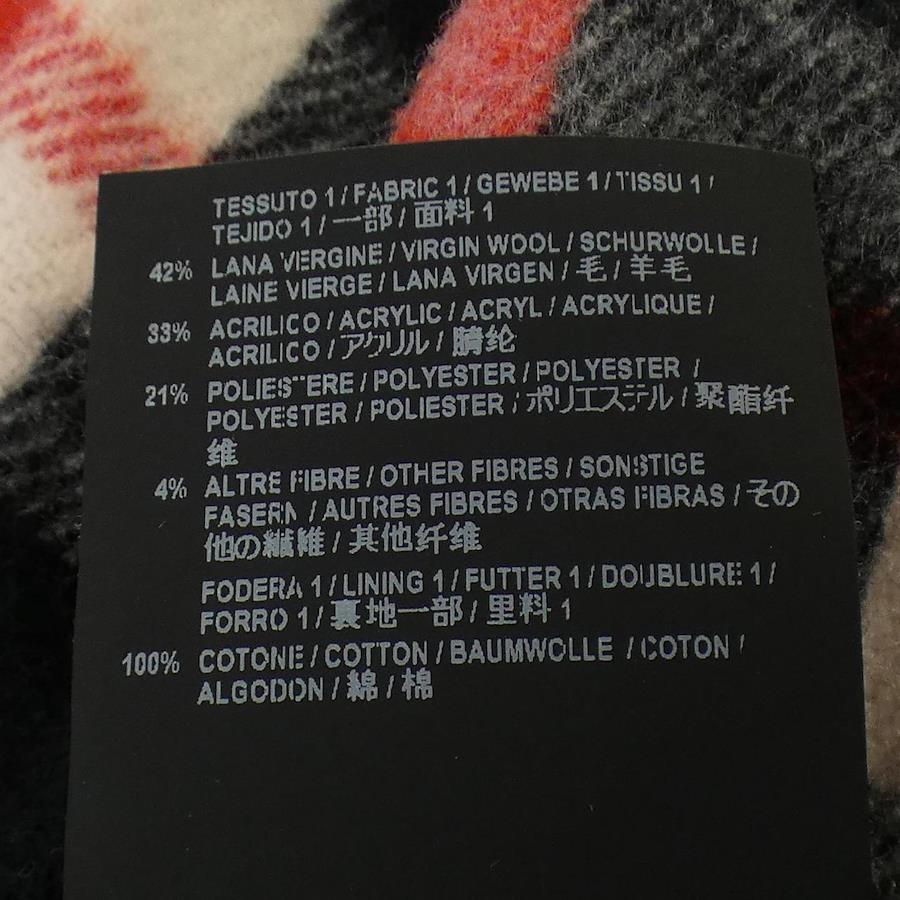 TESSUTO 1 / FABRIC 1 / GEWEBE 1 / TISSU 1 /
TEJIDO 1 / 一部 / 面料 1
42% LANA VERGINE / VIRGIN WOOL / SCHURWOLLE /
LAINE VIERGE / LANA VIRGEN / 毛 / 羊毛
33% ACRILICO / ACRYLIC / ACRYL / ACRYLIQUE /
ACRILICO / アクリル / 腈纶
21% POLIESTERE / POLYESTER / POLYESTER /
POLYESTER / POLIESTER / ポリエステル / 聚酯纤
维
4% ALTRE FIBRE / OTHER FIBRES / SONSTIGE
FASERN / AUTRES FIBRES / OTRAS FIBRAS / その
他の繊維 / 其他纤维
FODERA 1 / LINING 1 / FUTTER 1 / DOUBLURE 1 /
FORRO 1 / 裏地一部 / 里料 1
100% COTONE / COTTON / BAUMWOLLE / COTON /
ALGODON / 綿 / 棉